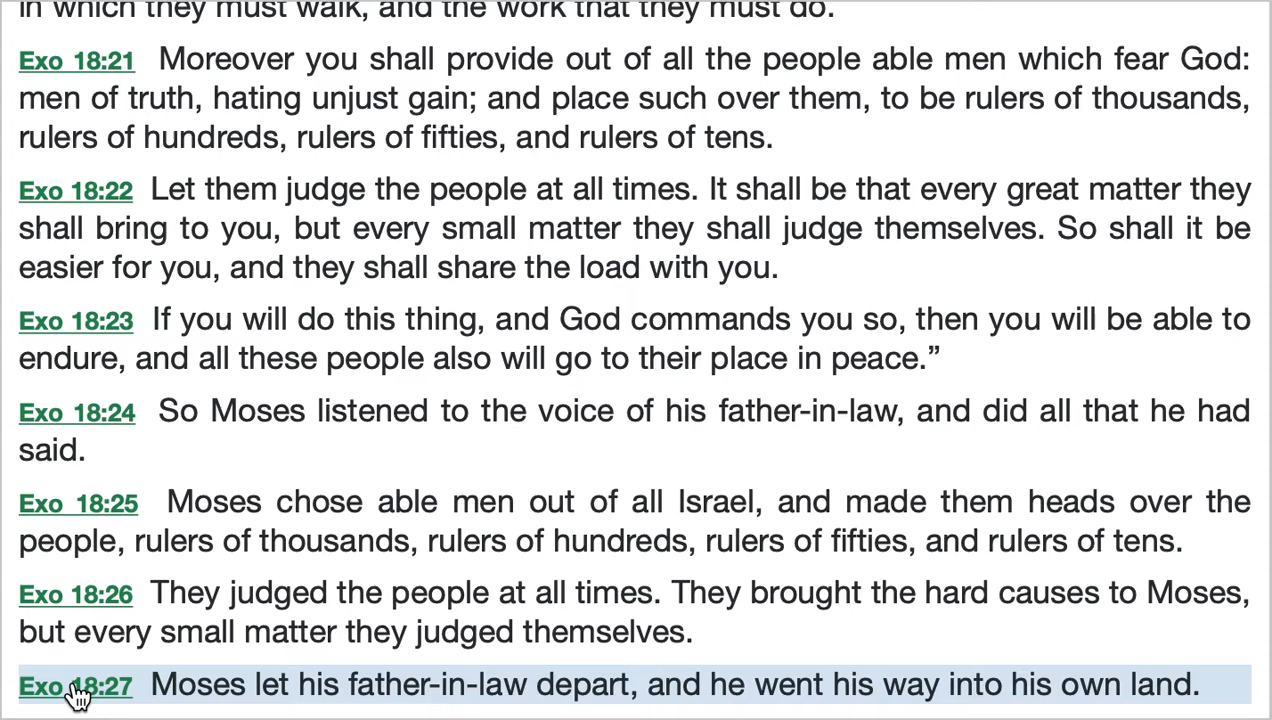 in which they must walk, and the work that they must do.
Exo 18:21 Moreover you shall provide out of all the people able men which fear God:
men of truth, hating unjust gain; and place such over them, to be rulers of thousands,
rulers of hundreds, rulers of fifties, and rulers of tens.
Exo 18:22 Let them judge the people at all times. It shall be that every great matter they
shall bring to you, but every small matter they shall judge themselves. So shall it be
easier for you, and they shall share the load with you.
Exo 18:23 If you will do this thing, and God commands you so, then you will be able to
endure, and all these people also will go to their place in peace.”
Exo 18:24 So Moses listened to the voice of his father-in-law, and did all that he had
said.
Exo 18:25 Moses chose able men out of all Israel, and made them heads over the
people, rulers of thousands, rulers of hundreds, rulers of fifties, and rulers of tens.
Exo 18:26 They judged the people at all times. They brought the hard causes to Moses,
but every small matter they judged themselves.
Exo 18:27 Moses let his father-in-law depart, and he went his way into his own land.